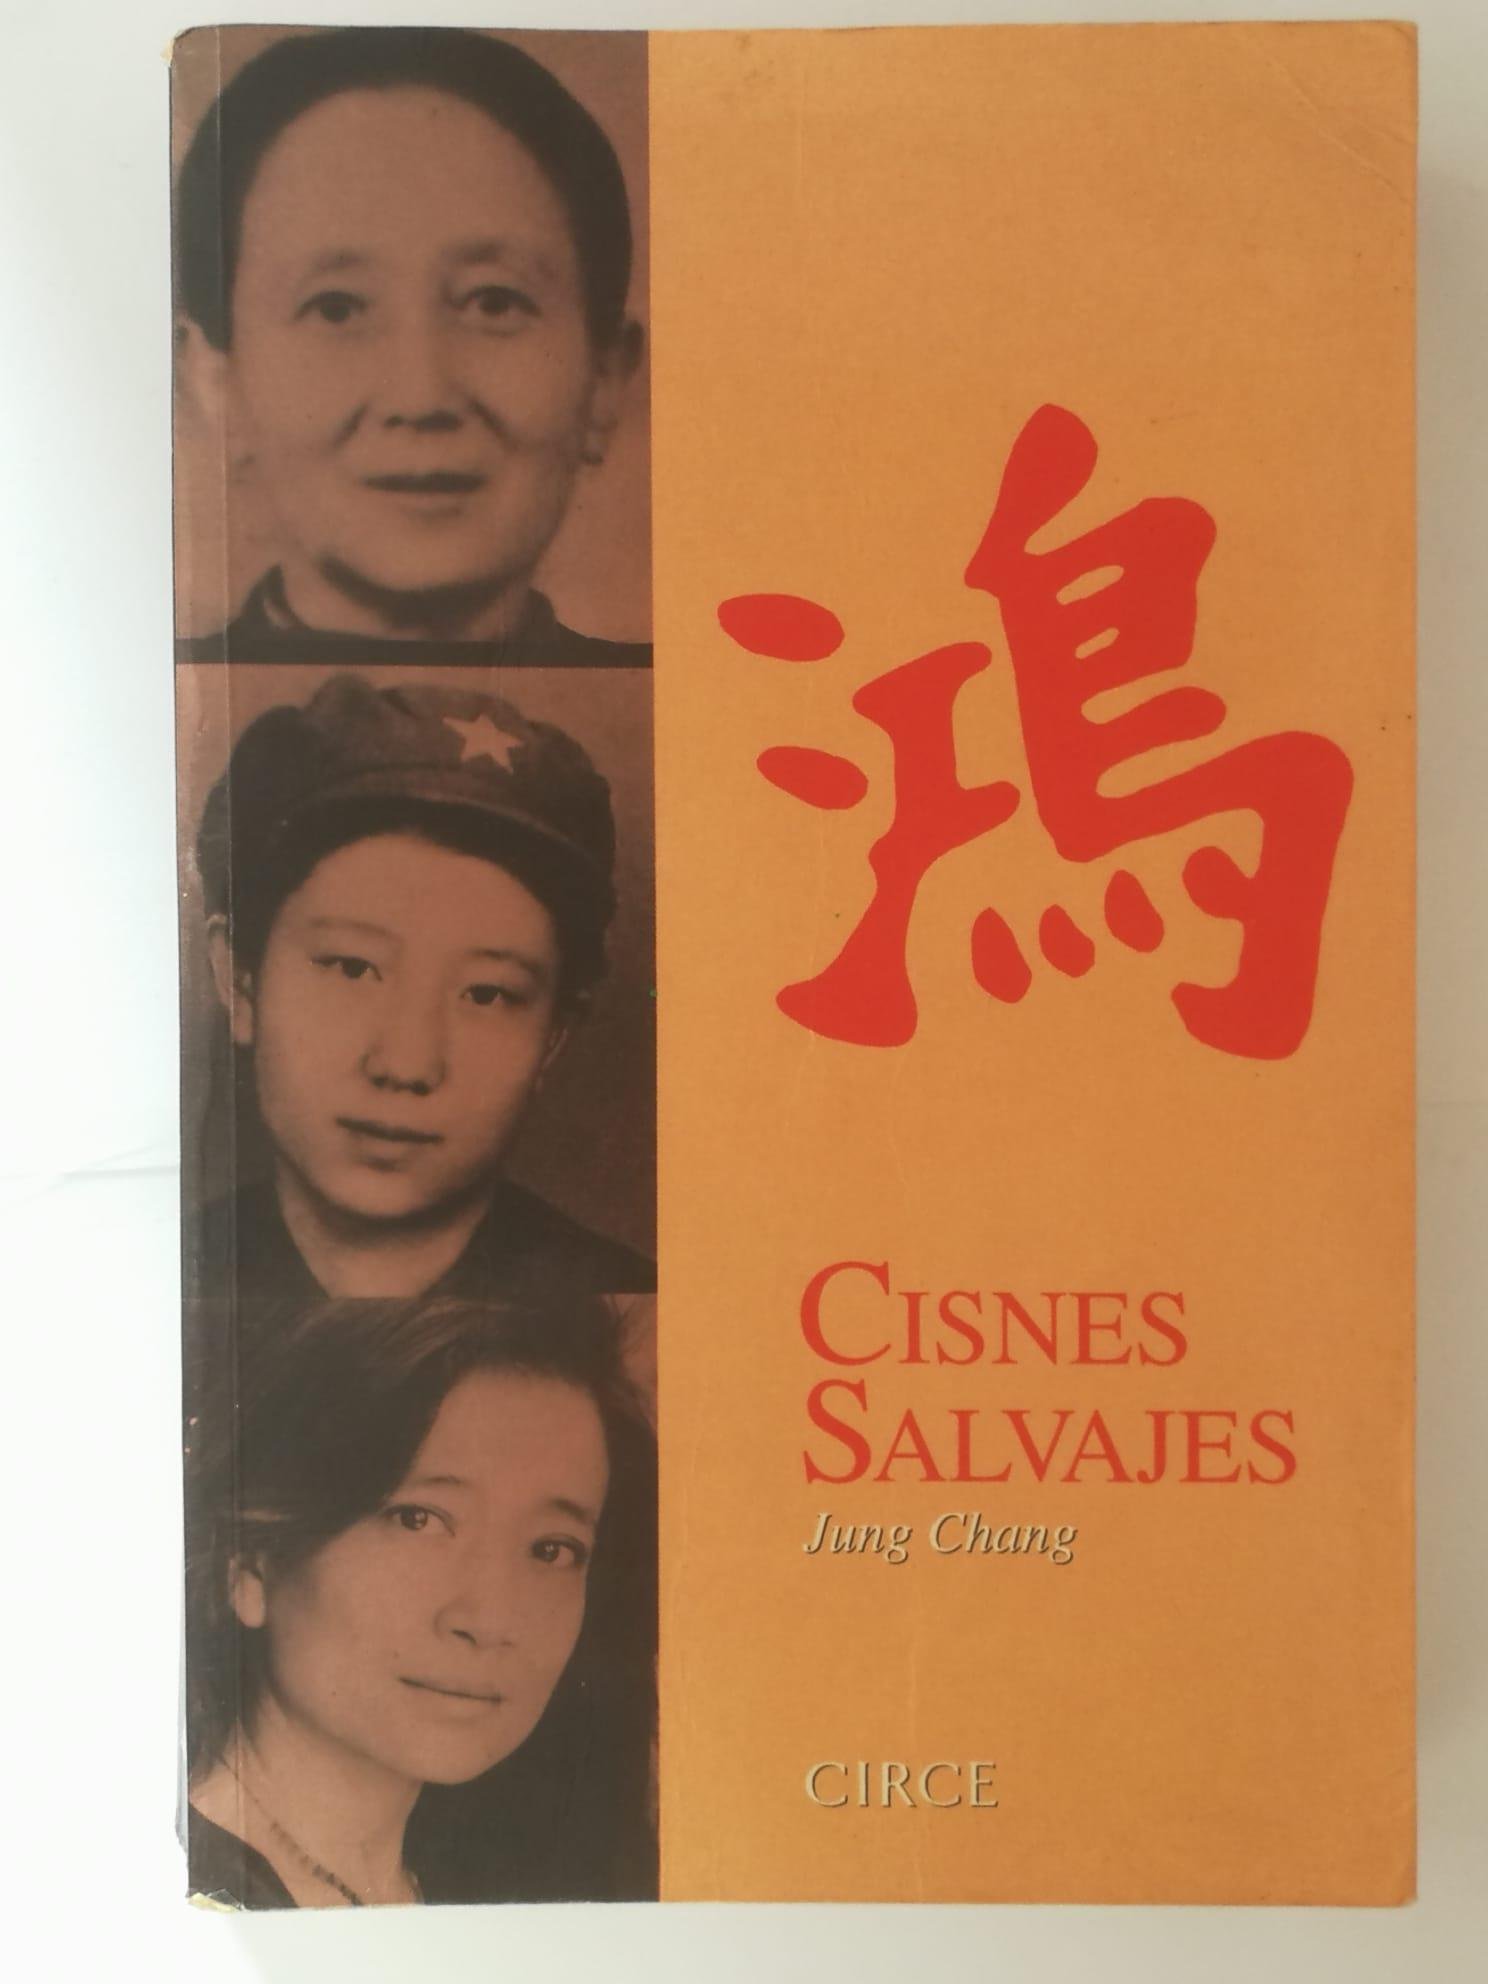 鴻
CISNES
SALVAJES
Jung Chang
CIRCE